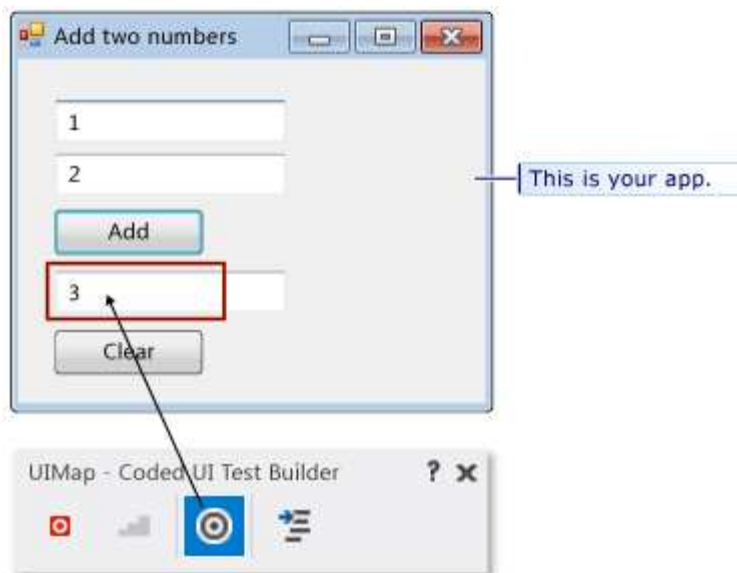 Add two numbers
1
2
This is your app.
Add
3
Clear
UIMap - Coded UI Test Builder ?